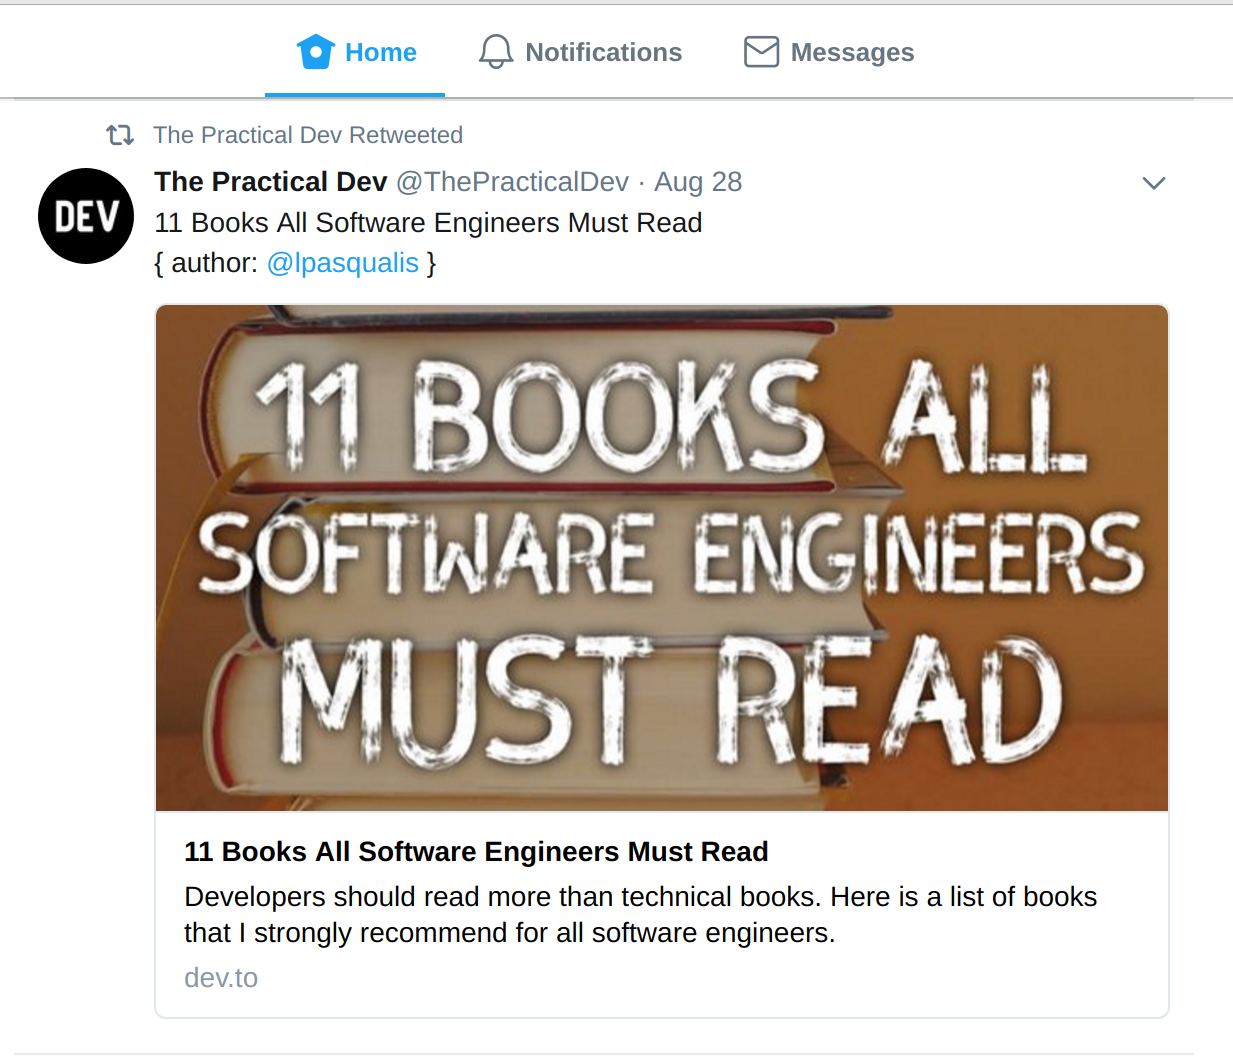 Home Notifications Messages
The Practical Dev Retweeted
The Practical Dev @ThePracticalDev · Aug 28
DEV
11 Books All Software Engineers Must Read
{ author: @lpasqualis }
11 BOOKS ALL
SOFTWARE ENGINEERS
MUST READ
11 Books All Software Engineers Must Read
Developers should read more than technical books. Here is a list of books
that I strongly recommend for all software engineers.
dev.to